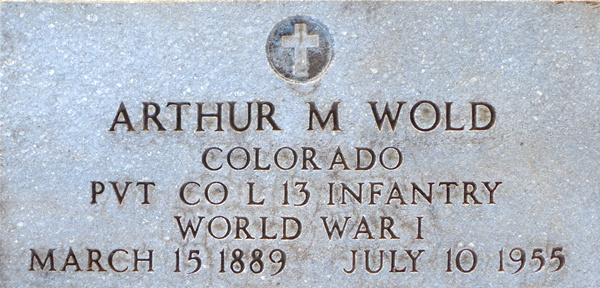 ARTHUR M WOLD
COLORADO
PVT CO L 13 INFANTRY
WORLD WAR I
MARCH 15 1889 JULY 10 1955